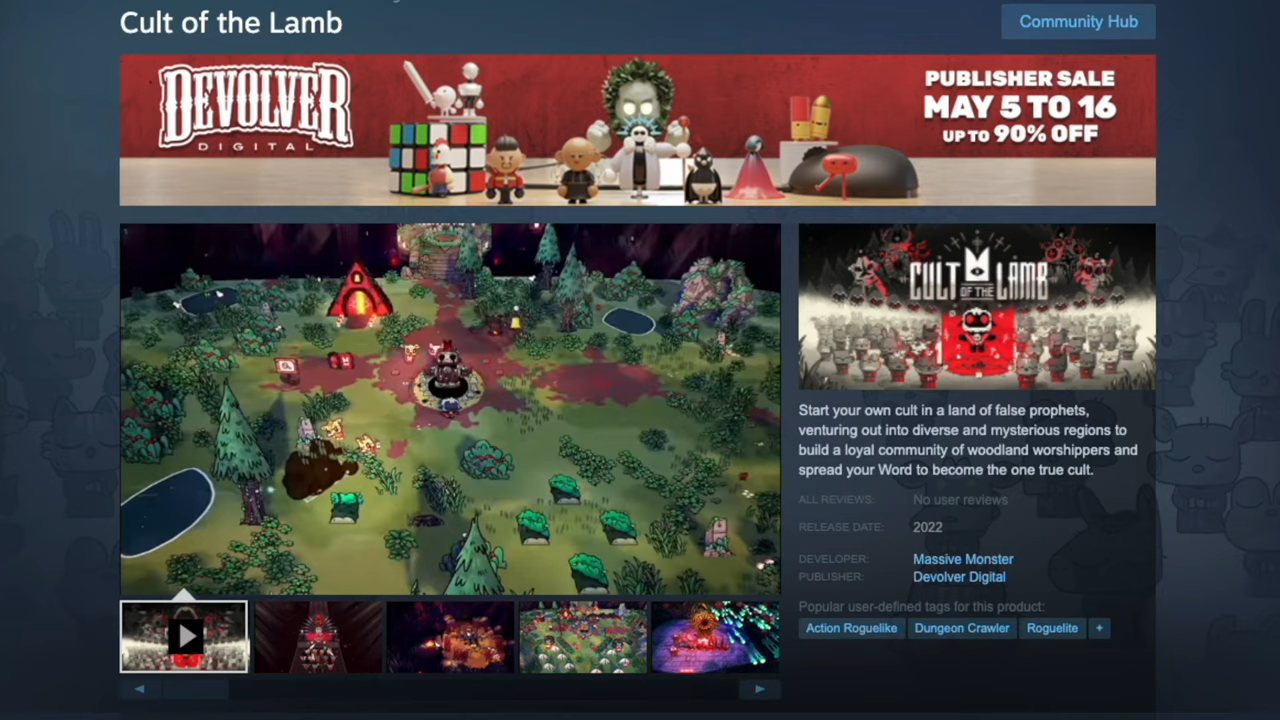 Cult of the Lamb
Community Hub
DEVOLVER
DIGITAL
PUBLISHER SALE
MAY 5 TO 16
UP TO 90% OFF
CULT OF THE LAMB
Start your own cult in a land of false prophets,
venturing out into diverse and mysterious regions to
build a loyal community of woodland worshippers and
spread your Word to become the one true cult.
ALL REVIEWS: No user reviews
RELEASE DATE: 2022
DEVELOPER: Massive Monster
PUBLISHER: Devolver Digital
Popular user-defined tags for this product:
Action Roguelike Dungeon Crawler Roguelite +